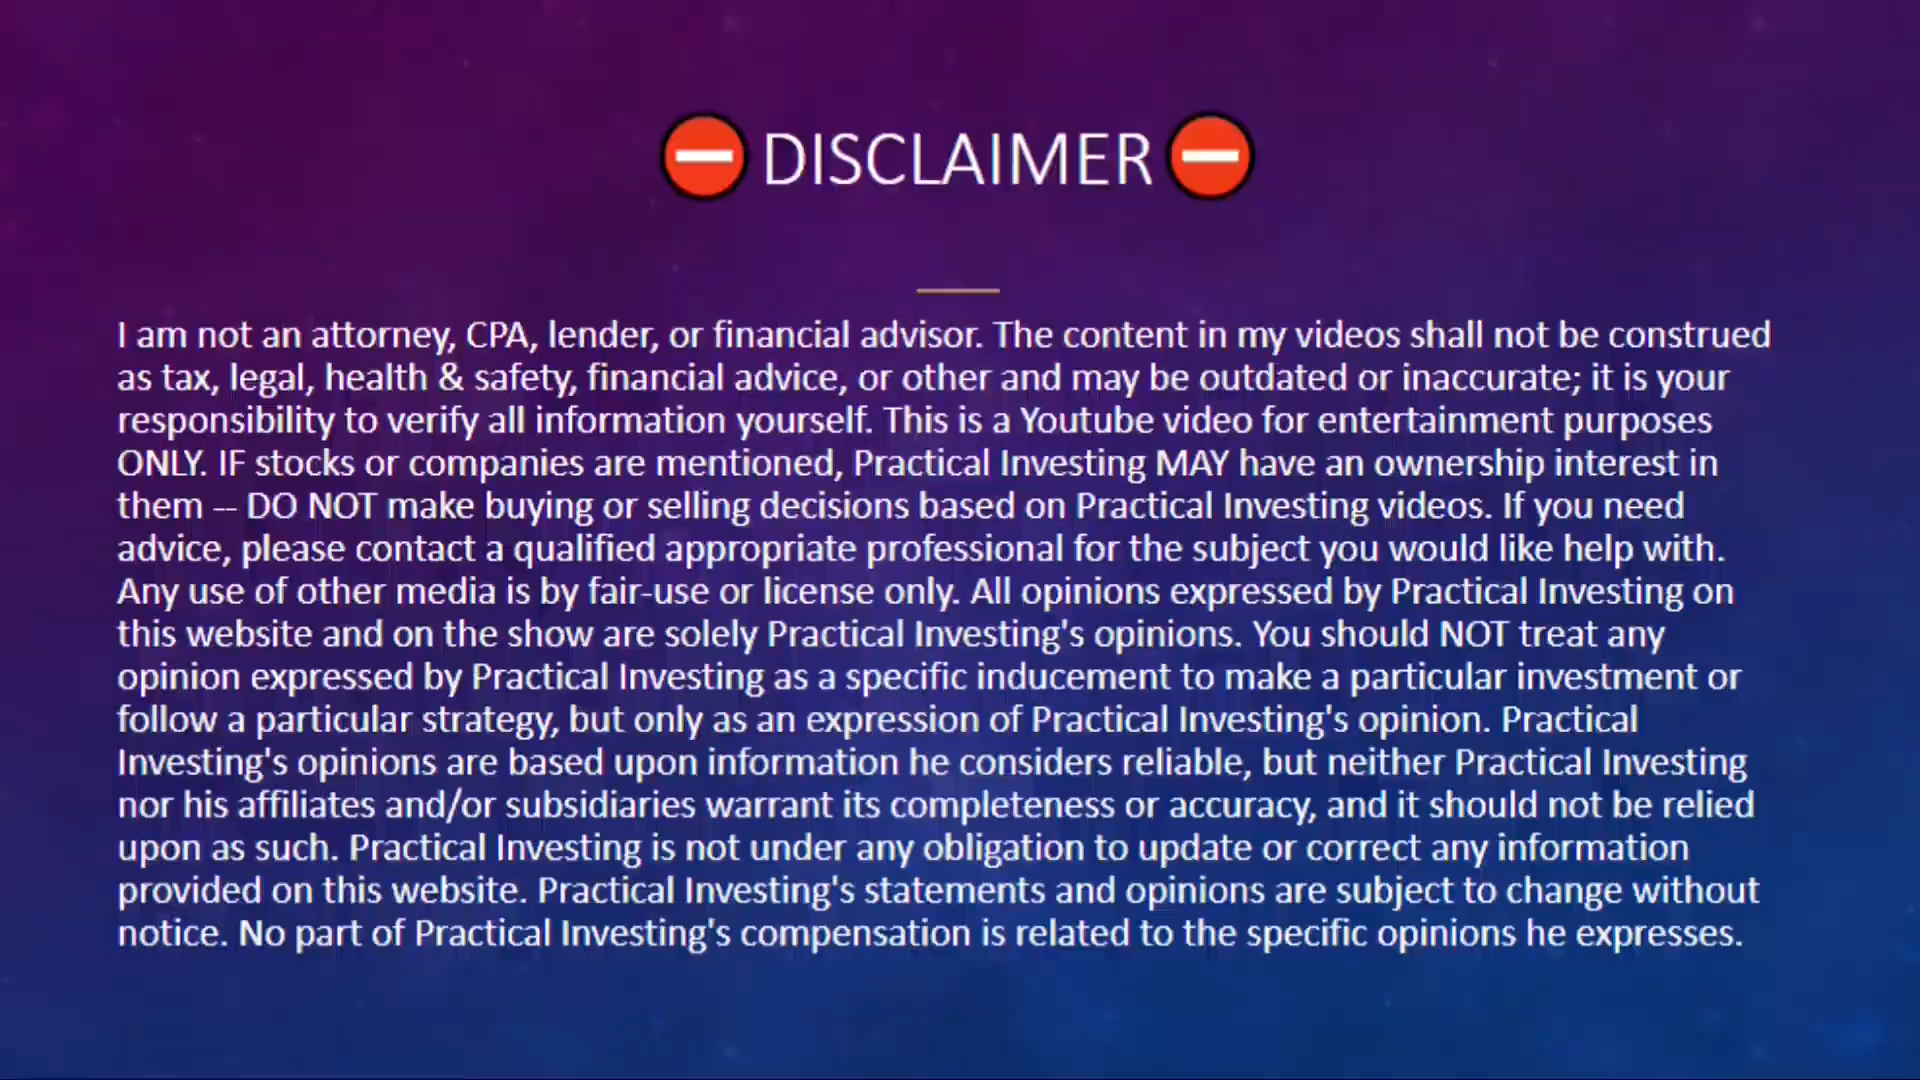 ⛔DISCLAIMER⛔
I am not an attorney, CPA, lender, or financial advisor. The content in my videos shall not be construed
as tax, legal, health & safety, financial advice, or other and may be outdated or inaccurate; it is your
responsibility to verify all information yourself. This is a Youtube video for entertainment purposes
ONLY. IF stocks or companies are mentioned, Practical Investing MAY have an ownership interest in
them -- DO NOT make buying or selling decisions based on Practical Investing videos. If you need
advice, please contact a qualified appropriate professional for the subject you would like help with.
Any use of other media is by fair-use or license only. All opinions expressed by Practical Investing on
this website and on the show are solely Practical Investing's opinions. You should NOT treat any
opinion expressed by Practical Investing as a specific inducement to make a particular investment or
follow a particular strategy, but only as an expression of Practical Investing's opinion. Practical
Investing's opinions are based upon information he considers reliable, but neither Practical Investing
nor his affiliates and/or subsidiaries warrant its completeness or accuracy, and it should not be relied
upon as such. Practical Investing is not under any obligation to update or correct any information
provided on this website. Practical Investing's statements and opinions are subject to change without
notice. No part of Practical Investing's compensation is related to the specific opinions he expresses.